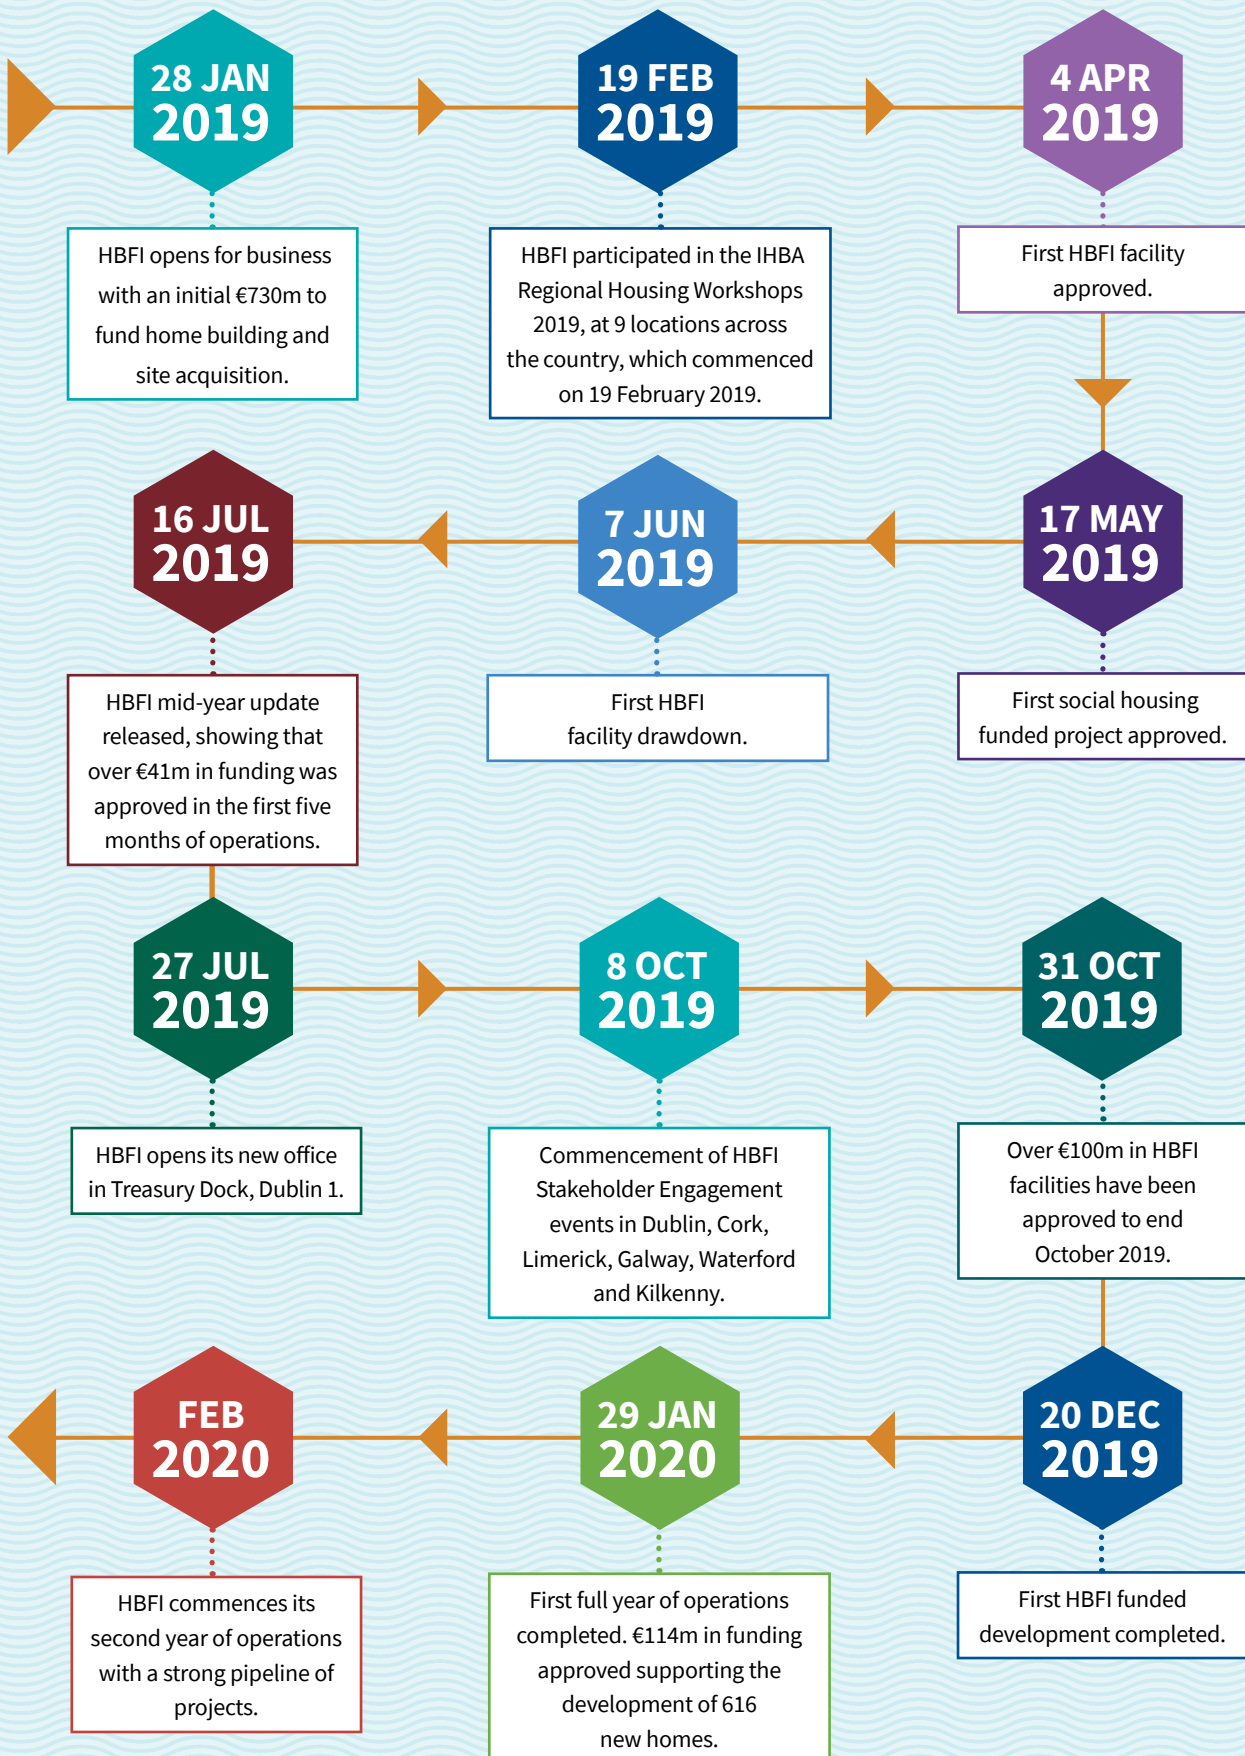 28 JAN
2019
HBFI opens for business
with an initial €730m to
fund home building and
site acquisition.
19 FEB
2019
HBFI participated in the IHBA
Regional Housing Workshops
2019, at 9 locations across
the country, which commenced
on 19 February 2019.
4 APR
2019
First HBFI facility
approved.
17 MAY
2019
First social housing
funded project approved.
7 JUN
2019
First HBFI
facility drawdown.
16 JUL
2019
HBFI mid-year update
released, showing that
over €41m in funding was
approved in the first five
months of operations.
27 JUL
2019
HBFI opens its new office
in Treasury Dock, Dublin 1.
8 OCT
2019
Commencement of HBFI
Stakeholder Engagement
events in Dublin, Cork,
Limerick, Galway, Waterford
and Kilkenny.
31 OCT
2019
Over €100m in HBFI
facilities have been
approved to end
October 2019.
20 DEC
2019
First HBFI funded
development completed.
29 JAN
2020
First full year of operations
completed. €114m in funding
approved supporting the
development of 616
new homes.
FEB
2020
HBFI commences its
second year of operations
with a strong pipeline of
projects.